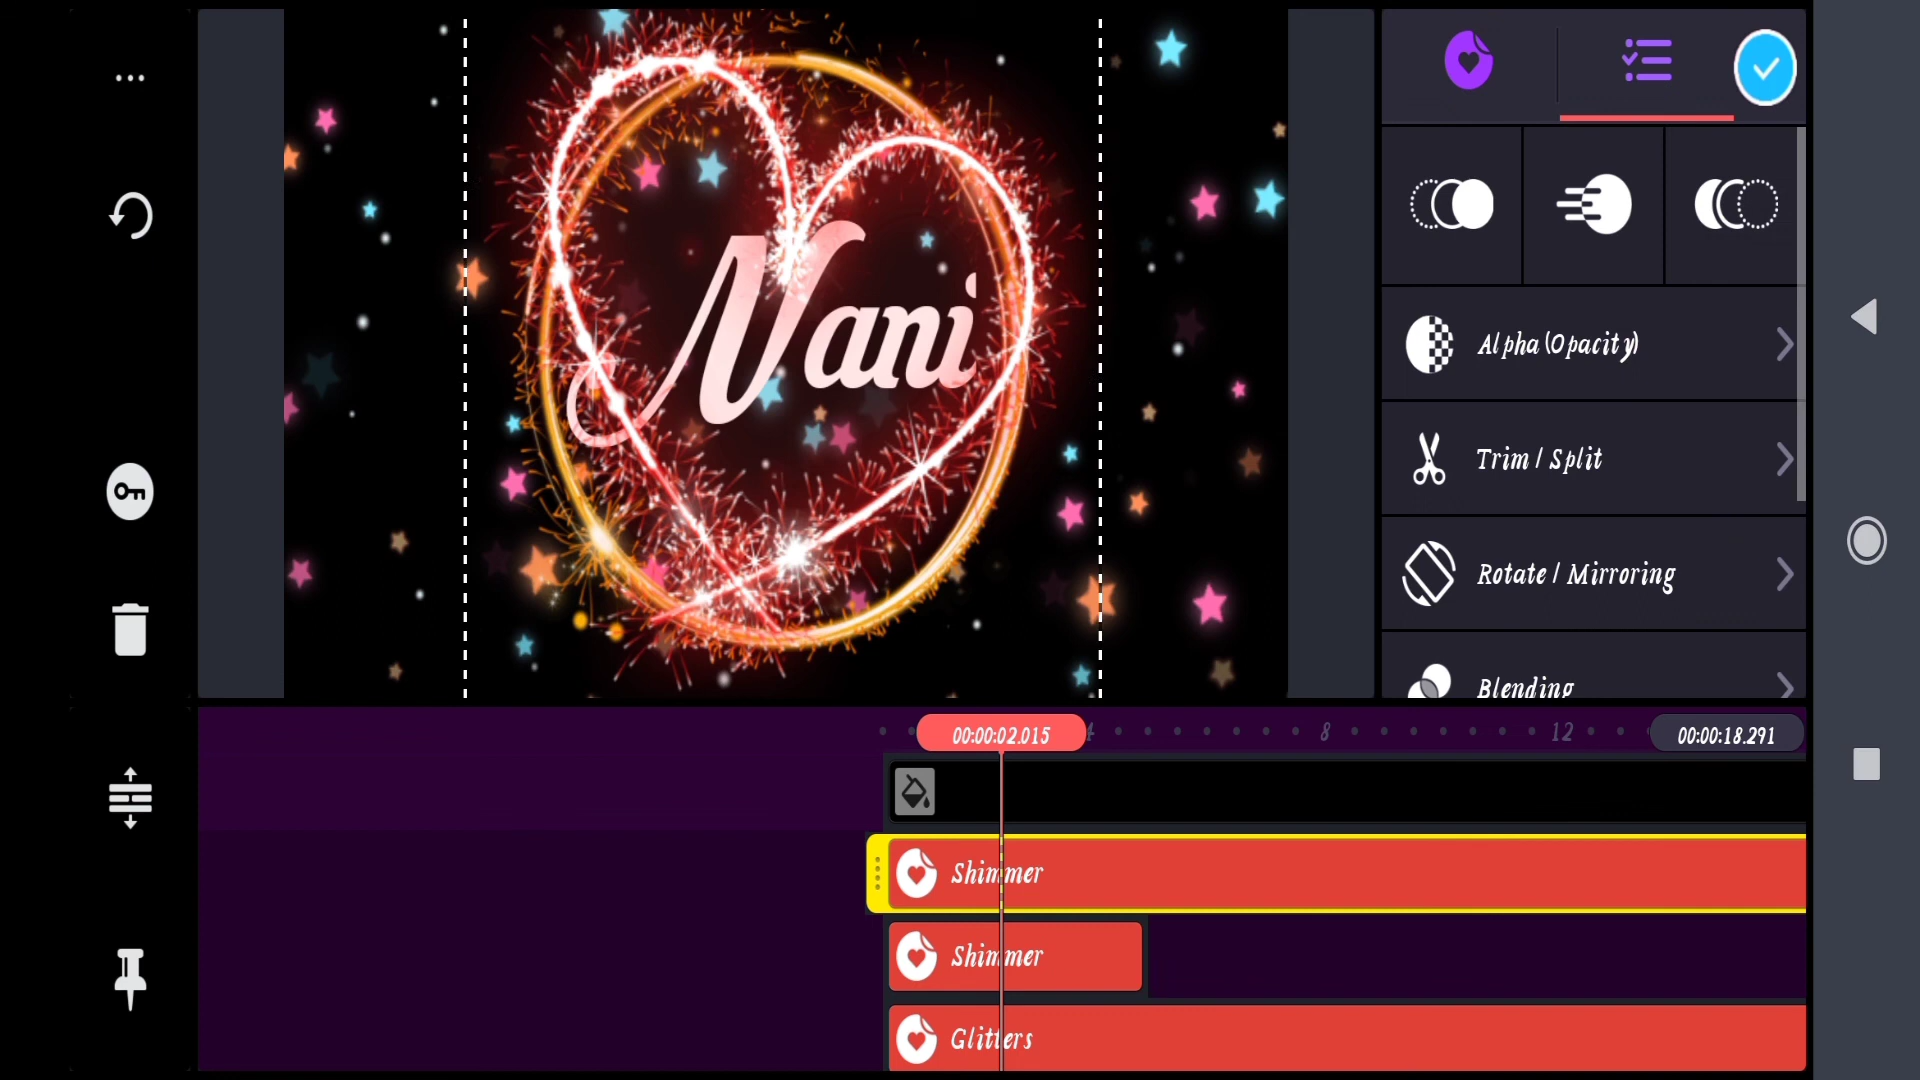 Nani
Alpha (Opacity)
Trim / Split
Rotate / Mirroring
Blending
00:00:02.015
4
8
12
00:00:18.291
Shimmer
Shimmer
Glitters